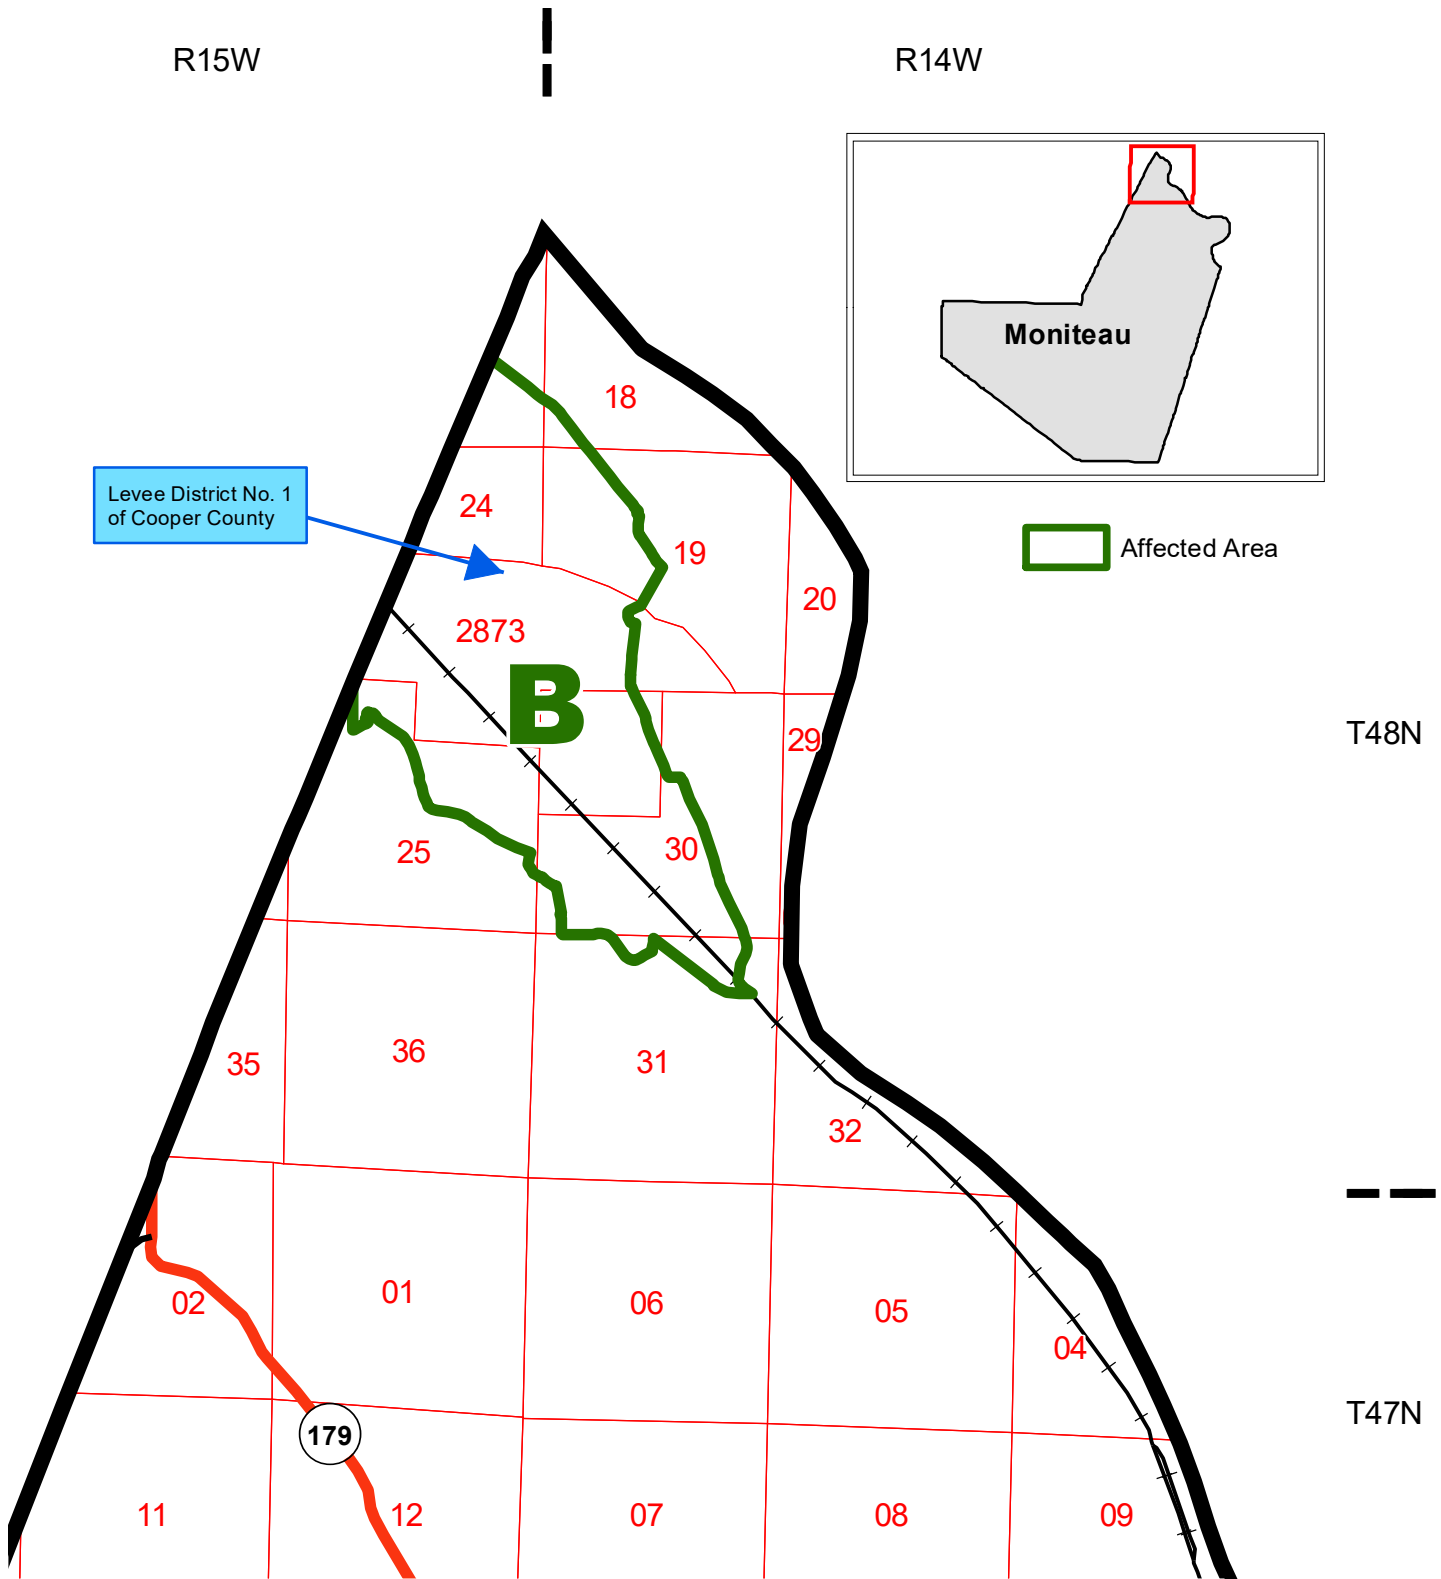 R15W
R14W
Moniteau
18
Levee District No. 1
of Cooper County
24
19
Affected Area
20
2873
B
29
T48N
25
30
35
36
31
32
02
01
06
05
04
179
T47N
11
12
07
08
09